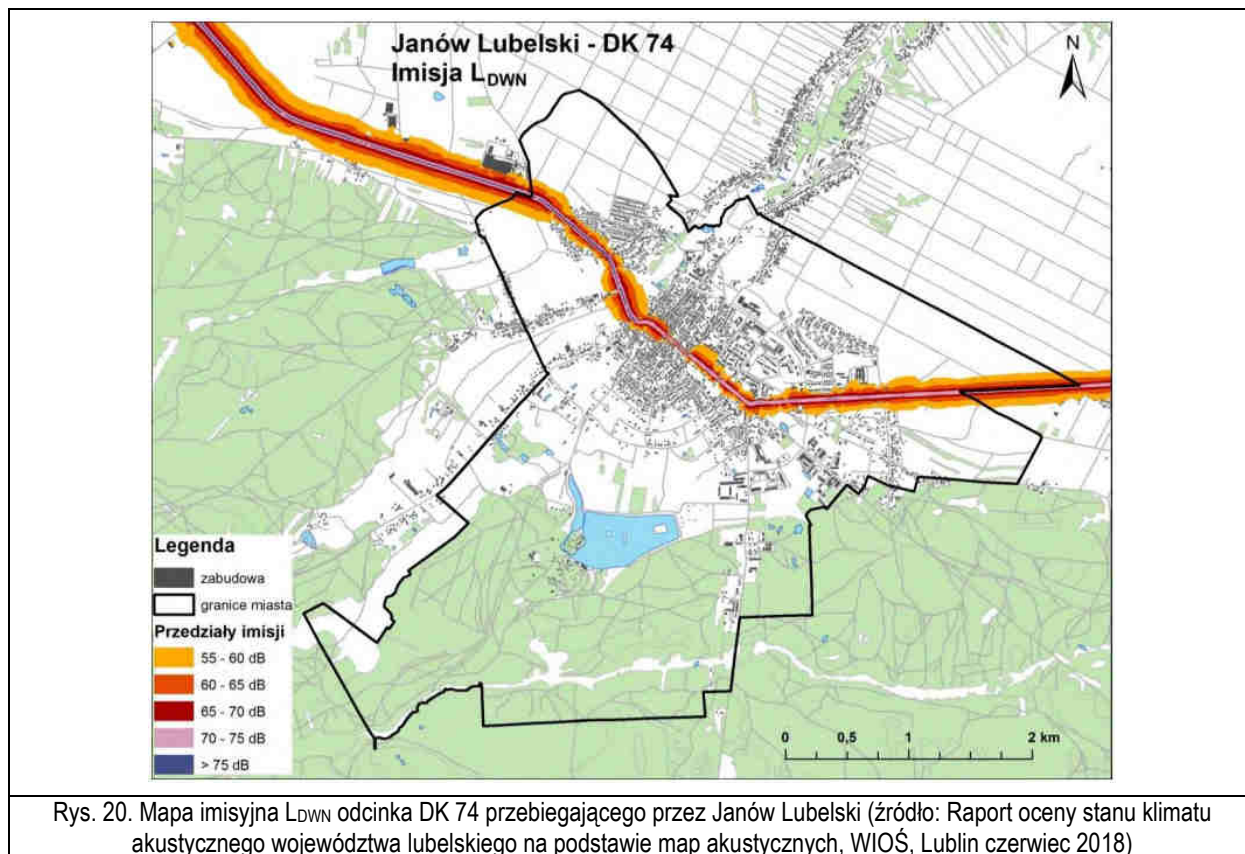 Janów Lubelski - DK 74
Imisja LDWN
N
Legenda
zabudowa
granice miasta
Przedziały imisji
55 - 60 dB
60 - 65 dB
65 - 70 dB
70 - 75 dB
> 75 dB
0 0,5 1 2 km
Rys. 20. Mapa imisyjna LDWN odcinka DK 74 przebiegającego przez Janów Lubelski (źródło: Raport oceny stanu klimatu
akustycznego województwa lubelskiego na podstawie map akustycznych, WIOŚ, Lublin czerwiec 2018)